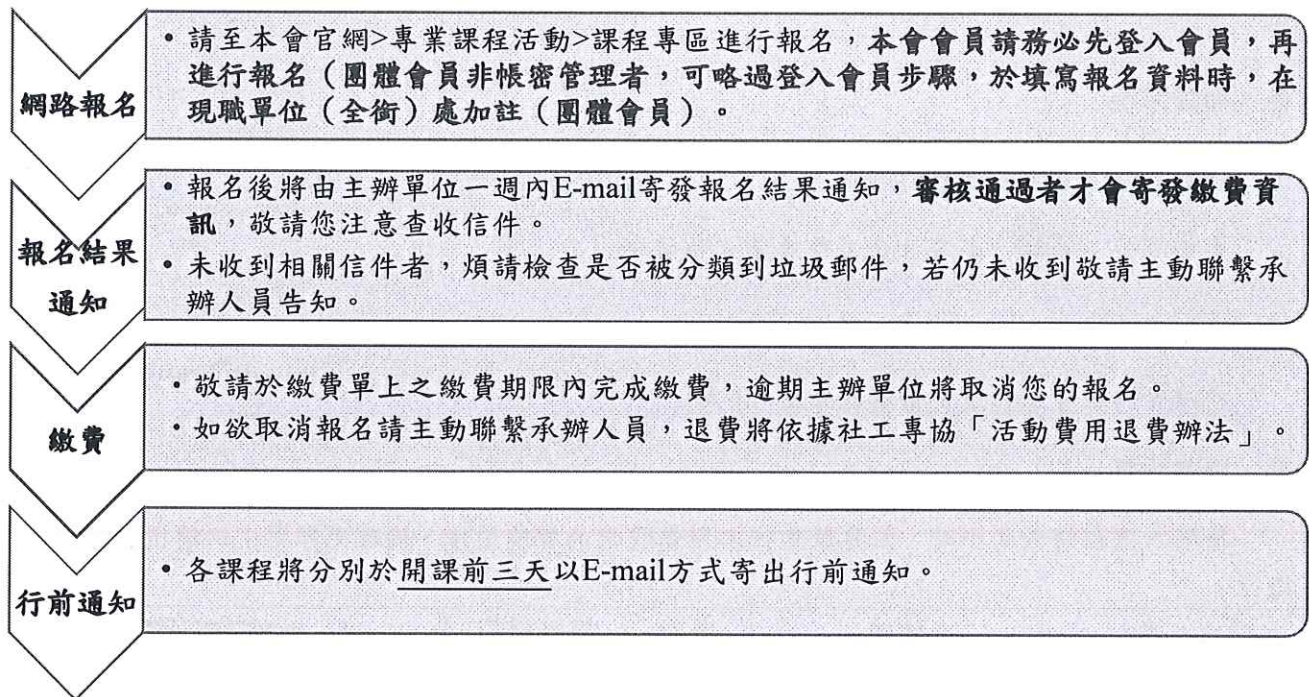 網路報名
• 請至本會官網>專業課程活動>課程專區進行報名，本會會員請務必先登入會員，再
進行報名（團體會員非帳密管理者，可略過登入會員步驟，於填寫報名資料時，在
現職單位（全銜）處加註（團體會員）。
報名結果
通知
• 報名後將由主辦單位一週內E-mail寄發報名結果通知，審核通過者才會寄發繳費資
訊，敬請您注意查收信件。
• 未收到相關信件者，煩請檢查是否被分類到垃圾郵件，若仍未收到敬請主動聯繫承
辦人員告知。
繳費
• 敬請於繳費單上之繳費期限內完成繳費，逾期主辦單位將取消您的報名。
• 如欲取消報名請主動聯繫承辦人員，退費將依據社工專協「活動費用退費辦法」。
行前通知
• 各課程將分別於開課前三天以E-mail方式寄出行前通知。